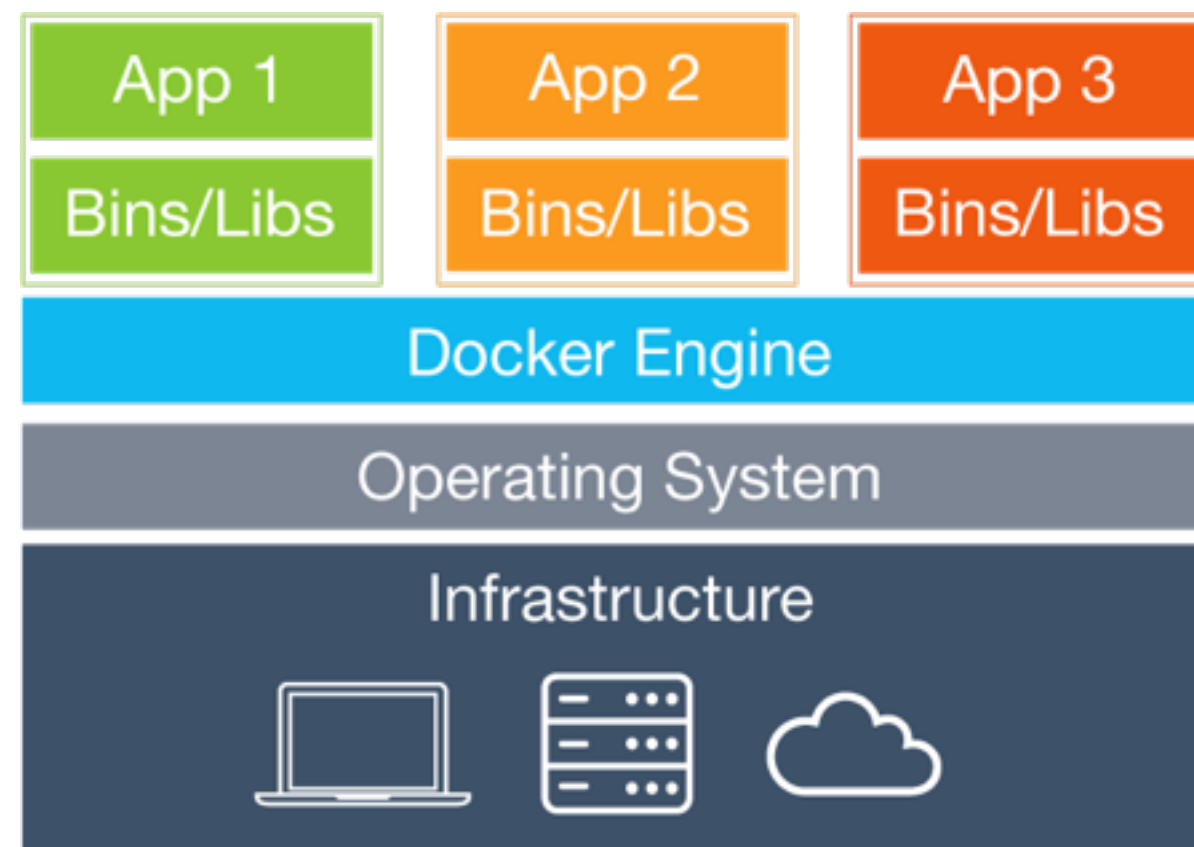 App 1
App 2
App 3
Bins/Libs
Bins/Libs
Bins/Libs
Docker Engine
Operating System
Infrastructure